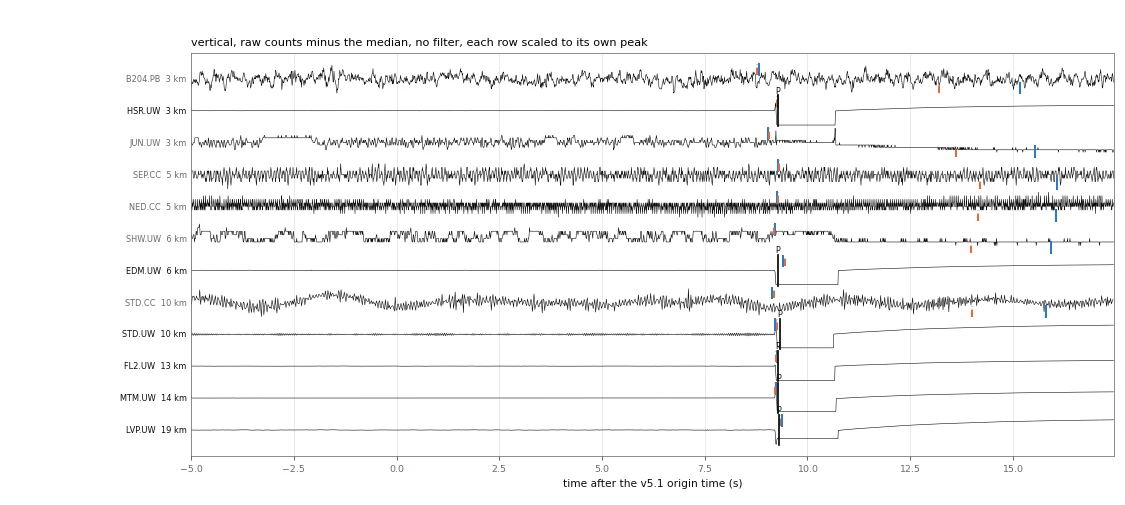 vertical, raw counts minus the median, no filter, each row scaled to its own peak
B204.PB 3 km
P
HSR.UW 3 km
JUN.UW 3 km
SEP.CC 5 km
NED.CC 5 km
SHW.UW 6 km
P
EDM.UW 6 km
STD.CC 10 km
P
STD.UW 10 km
P
FL2.UW 13 km
P
MTM.UW 14 km
P
LVP.UW 19 km
−5.0 −2.5 0.0 2.5 5.0 7.5 10.0 12.5 15.0
time after the v5.1 origin time (s)